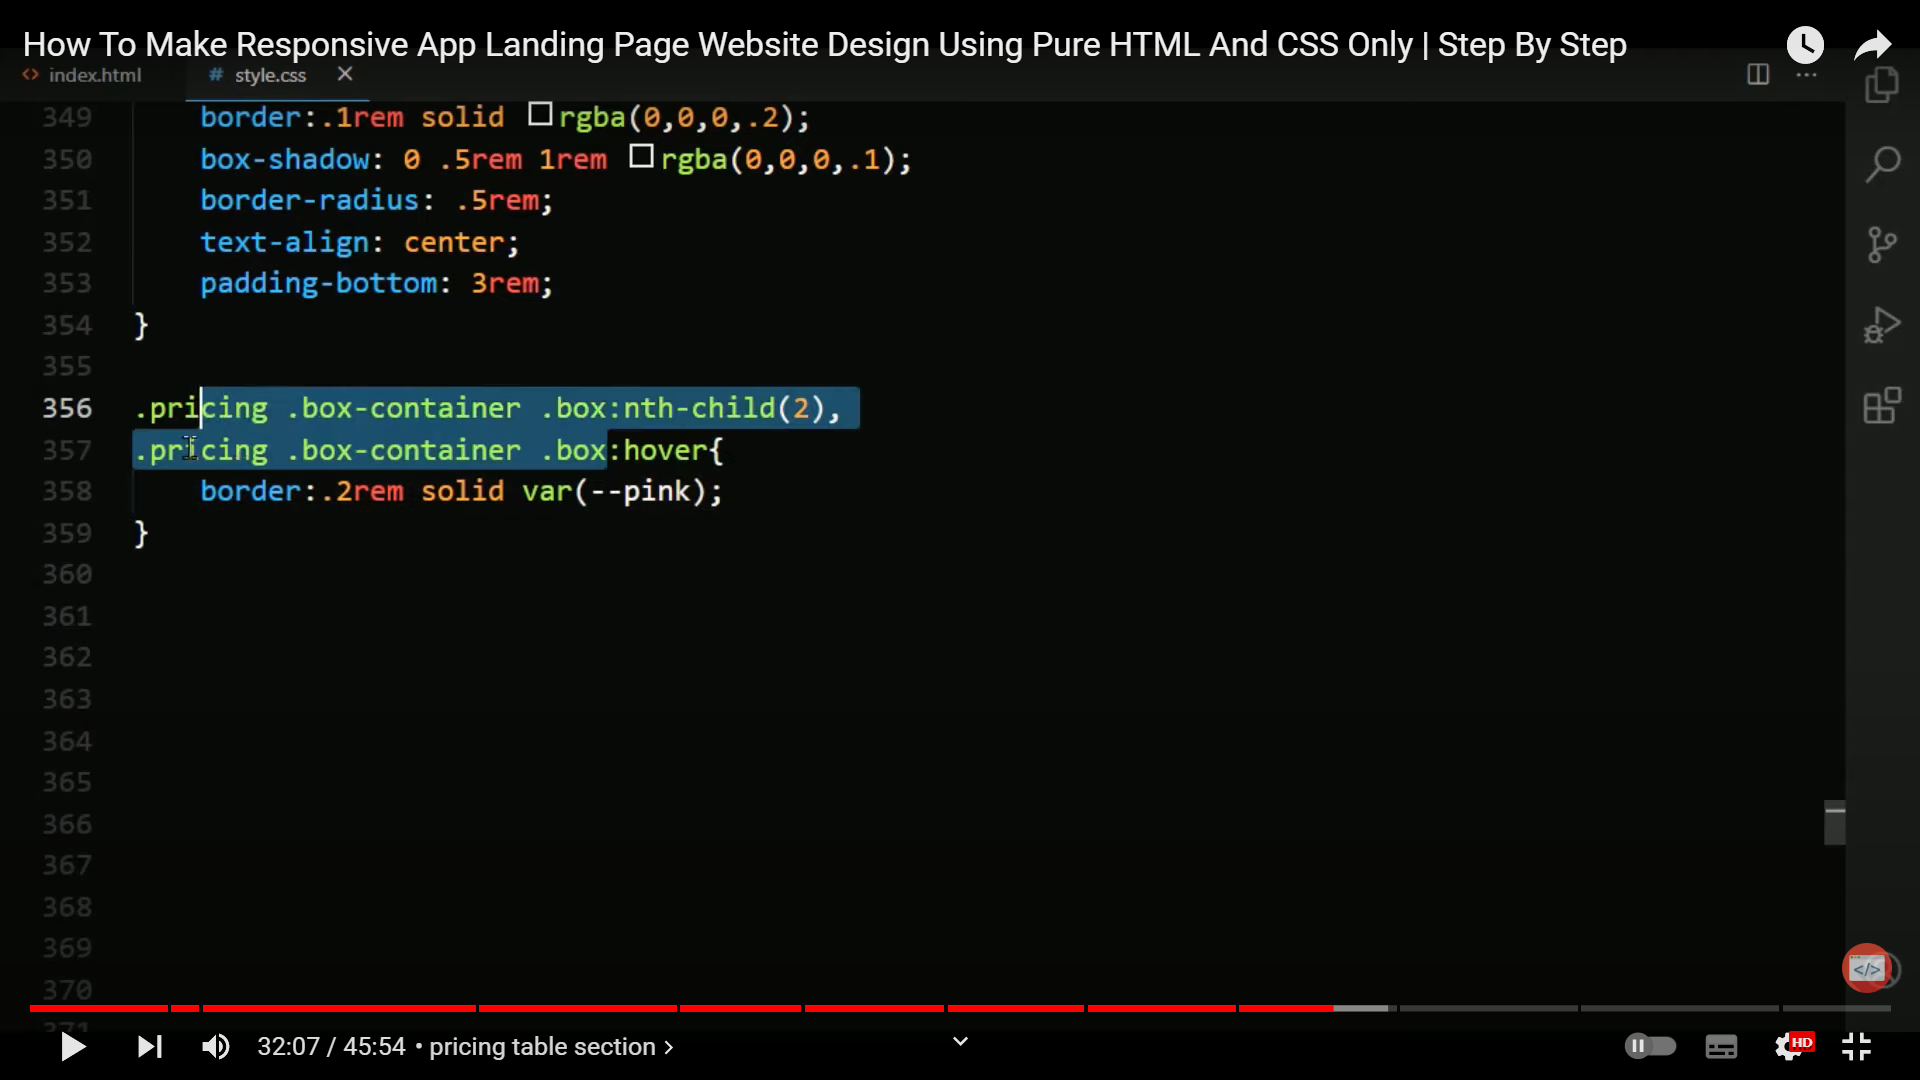 How To Make Responsive App Landing Page Website Design Using Pure HTML And CSS Only | Step By Step
<> index.html # style.css ×
349 border:.1rem solid rgba(0,0,0,.2);
350 box-shadow: 0 .5rem 1rem rgba(0,0,0,.1);
351 border-radius: .5rem;
352 text-align: center;
353 padding-bottom: 3rem;
354 }
355
356 .pricing .box-container .box:nth-child(2),
357 .pricing .box-container .box:hover{
358 border:.2rem solid var(--pink);
359 }
360
361
362
363
364
365
366
367
368
369
370
371
</>
32:07 / 45:54 • pricing table section >
HD